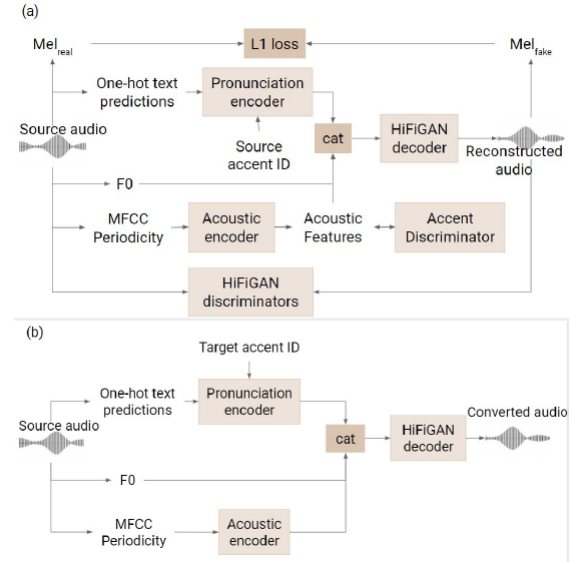 (a)
Mel_real
L1 loss
Mel_fake
One-hot text
predictions
Pronunciation
encoder
Source audio
Source
accent ID
cat
HiFiGAN
decoder
Reconstructed
audio
F0
MFCC
Periodicity
Acoustic
encoder
Acoustic
Features
Accent
Discriminator
HiFiGAN
discriminators
(b)
Target accent ID
One-hot text
predictions
Pronunciation
encoder
Source audio
cat
HiFiGAN
decoder
Converted audio
F0
MFCC
Periodicity
Acoustic
encoder